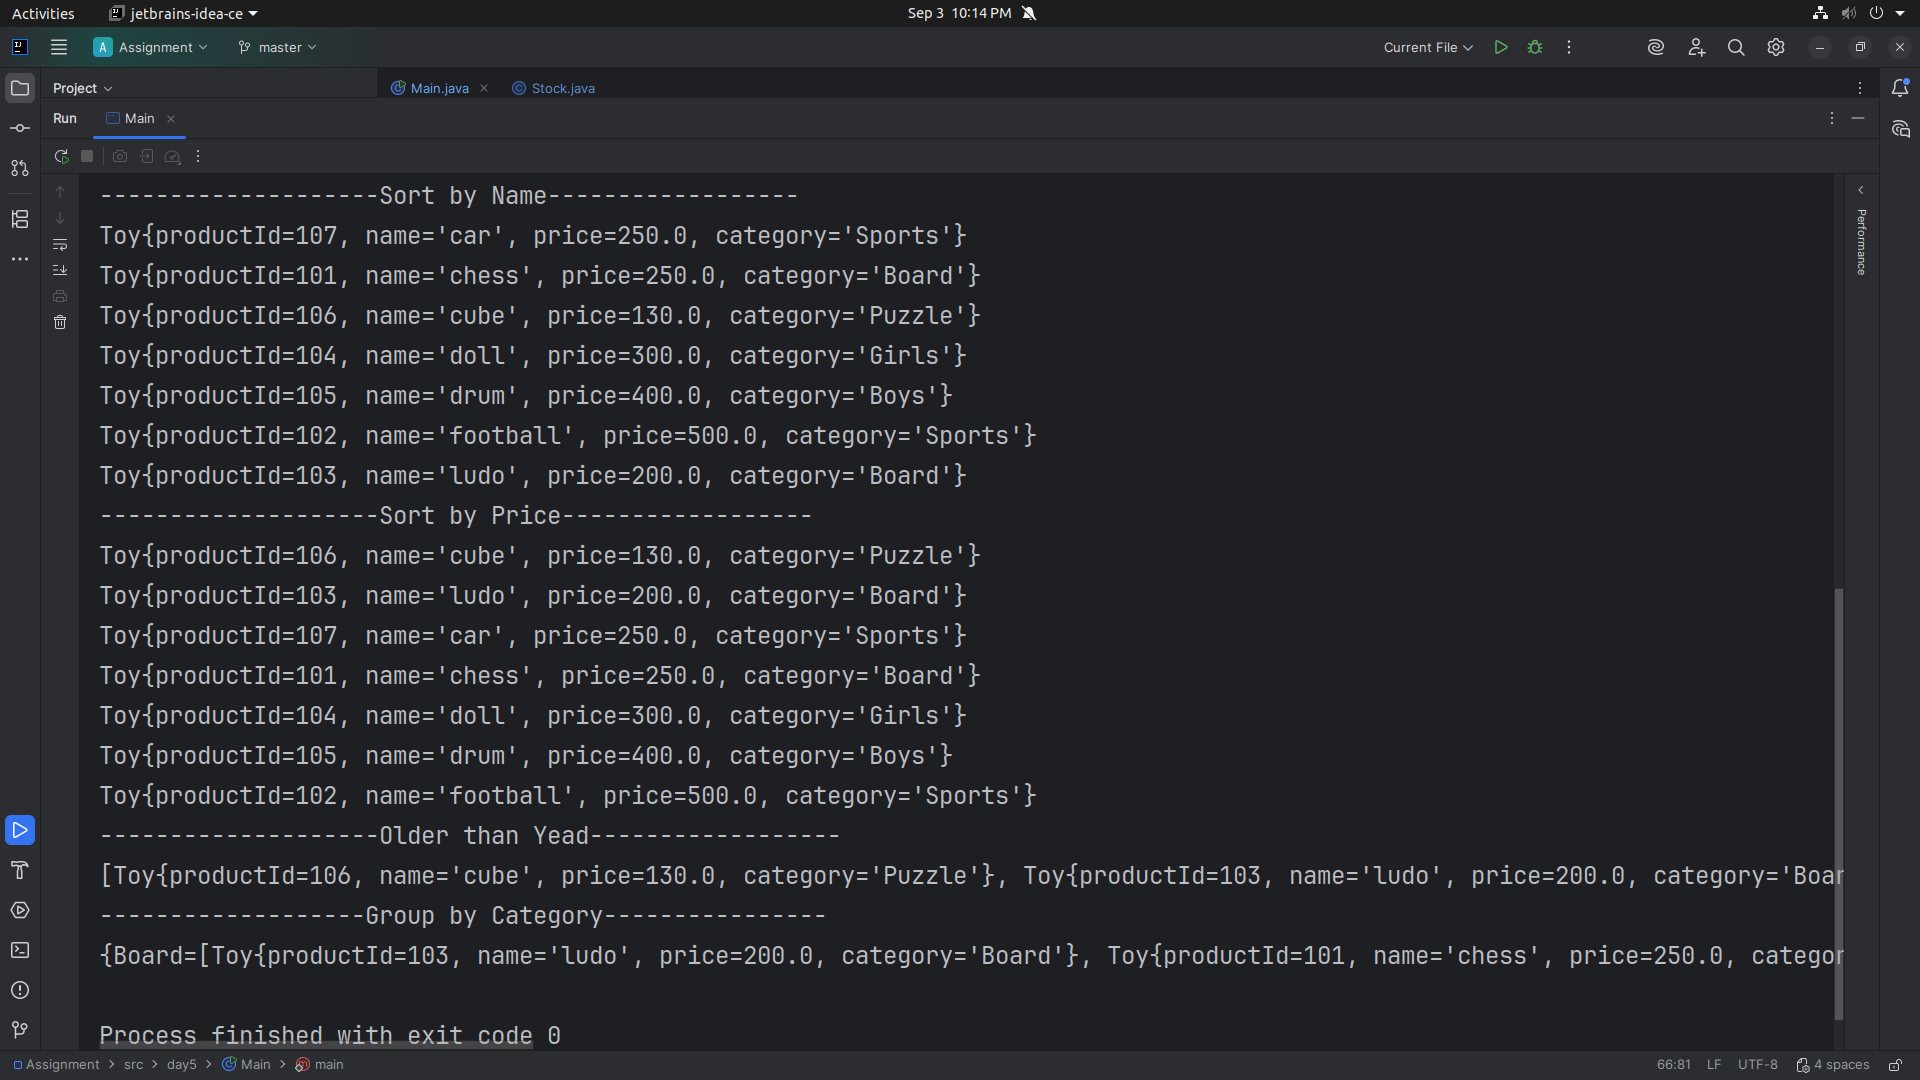 Activities jetbrains-idea-ce Sep 3 10:14 PM
A Assignment master Current File
Project Main.java Stock.java
Run Main
--------------------Sort by Name------------------
Toy{productId=107, name='car', price=250.0, category='Sports'}
Toy{productId=101, name='chess', price=250.0, category='Board'}
Toy{productId=106, name='cube', price=130.0, category='Puzzle'}
Toy{productId=104, name='doll', price=300.0, category='Girls'}
Toy{productId=105, name='drum', price=400.0, category='Boys'}
Toy{productId=102, name='football', price=500.0, category='Sports'}
Toy{productId=103, name='ludo', price=200.0, category='Board'}
--------------------Sort by Price------------------
Toy{productId=106, name='cube', price=130.0, category='Puzzle'}
Toy{productId=103, name='ludo', price=200.0, category='Board'}
Toy{productId=107, name='car', price=250.0, category='Sports'}
Toy{productId=101, name='chess', price=250.0, category='Board'}
Toy{productId=104, name='doll', price=300.0, category='Girls'}
Toy{productId=105, name='drum', price=400.0, category='Boys'}
Toy{productId=102, name='football', price=500.0, category='Sports'}
--------------------Older than Yead------------------
[Toy{productId=106, name='cube', price=130.0, category='Puzzle'}, Toy{productId=103, name='ludo', price=200.0, category='Boar
-------------------Group by Category----------------
{Board=[Toy{productId=103, name='ludo', price=200.0, category='Board'}, Toy{productId=101, name='chess', price=250.0, categor
Process finished with exit code 0
Performance
Assignment > src > day5 > Main > main 66:81 LF UTF-8 4 spaces